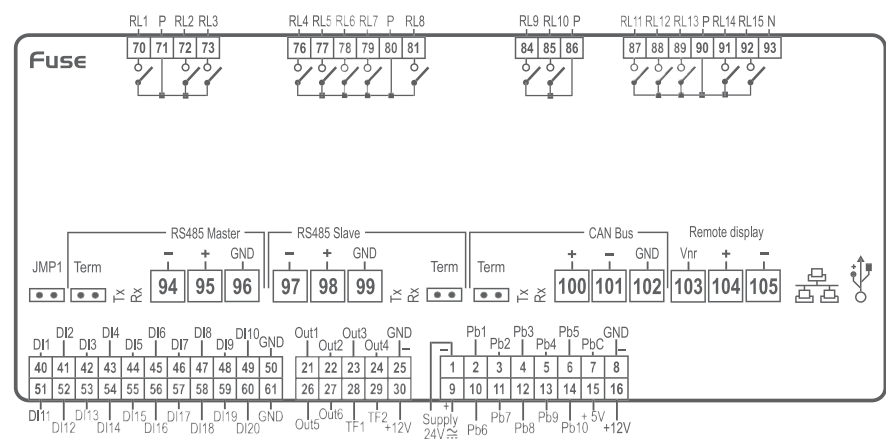 RL1 P RL2 RL3 RL4 RL5 RL6 RL7 P RL8 RL9 RL10 P RL11 RL12 RL13 P RL14 RL15 N
70 71 72 73 76 77 78 79 80 81 84 85 86 87 88 89 90 91 92 93
Fuse
RS485 Master RS485 Slave CAN Bus Remote display
JMP1 Term - + GND - + GND Term Term + - GND Vnr + -
Tx Rx 94 95 96 97 98 99 Tx Rx Tx Rx 100 101 102 103 104 105
DI2 DI4 DI6 DI8 DI10 Out1 Out3 GND Pb1 Pb3 Pb5 GND
DI1 DI3 DI5 DI7 DI9 GND Out2 Out4 - - Pb2 Pb4 PbC -
40 41 42 43 44 45 46 47 48 49 50 21 22 23 24 25 1 2 3 4 5 6 7 8
51 52 53 54 55 56 57 58 59 60 61 26 27 28 29 30 9 10 11 12 13 14 15 16
DI11 DI13 DI15 DI17 DI19 GND Out6 TF2 + Supply Pb7 Pb9 + 5V
DI12 DI14 DI16 DI18 DI20 Out5 TF1 +12V 24V Pb6 Pb8 Pb10 +12V